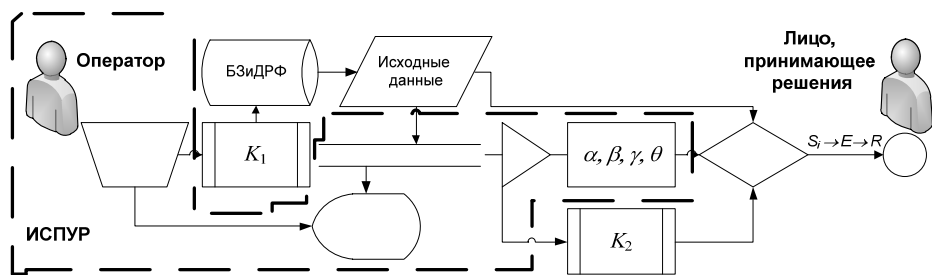 Оператор
БЗиДРФ
Исходные
данные
Лицо,
принимающее
решения
K₁
α, β, γ, θ
Sᵢ→E→R
K₂
ИСПУР